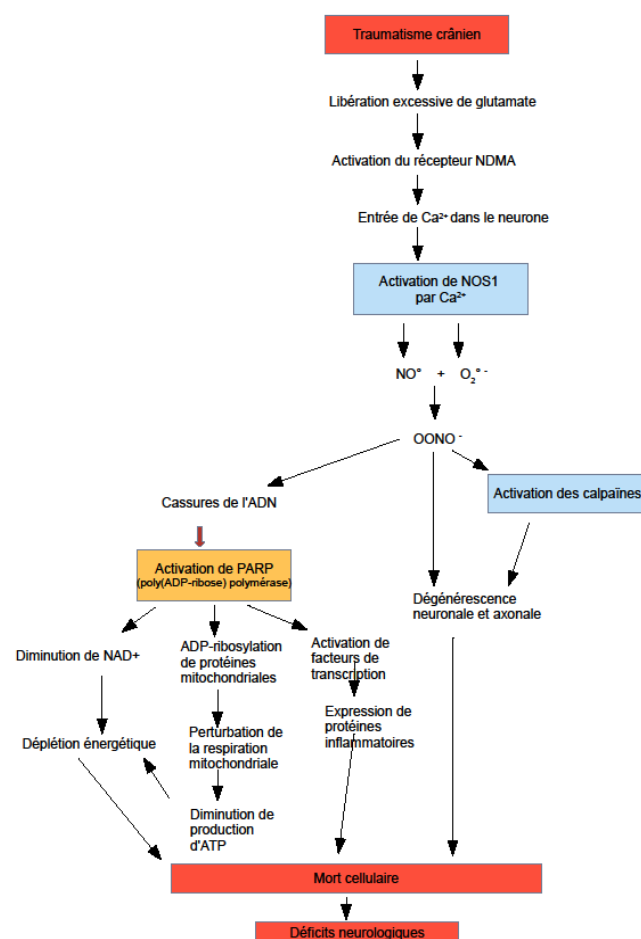 Traumatisme crânien
Libération excessive de glutamate
Activation du récepteur NDMA
Entrée de Ca²⁺ dans le neurone
Activation de NOS1
par Ca²⁺
NO° + O₂°⁻
OONO⁻
Cassures de l'ADN
Activation des calpaïnes
Activation de PARP
(poly(ADP-ribose) polymérase)
Dégénérescence
neuronale et axonale
Diminution de NAD+
ADP-ribosylation
de protéines
mitochondriales
Activation de
facteurs de
transcription
Déplétion énergétique
Perturbation de
la respiration
mitochondriale
Expression de
protéines
inflammatoires
Diminution de
production
d'ATP
Mort cellulaire
Déficits neurologiques